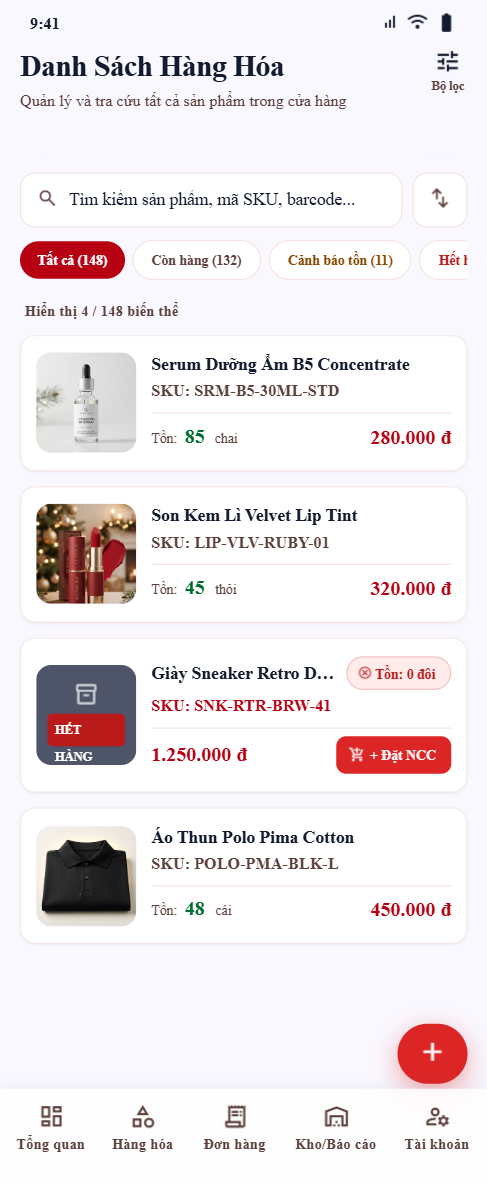 9:41
Danh Sách Hàng Hóa
Bộ lọc
Quản lý và tra cứu tất cả sản phẩm trong cửa hàng
Tìm kiếm sản phẩm, mã SKU, barcode...
Tất cả (148)
Còn hàng (132)
Cảnh báo tồn (11)
Hết h
Hiển thị 4 / 148 biến thể
Serum Dưỡng Ẩm B5 Concentrate
SKU: SRM-B5-30ML-STD
Tồn: 85 chai
280.000 đ
Son Kem Lì Velvet Lip Tint
SKU: LIP-VLV-RUBY-01
Tồn: 45 thỏi
320.000 đ
HẾT
HÀNG
Giày Sneaker Retro D...
Tồn: 0 đôi
SKU: SNK-RTR-BRW-41
1.250.000 đ
+ Đặt NCC
Áo Thun Polo Pima Cotton
SKU: POLO-PMA-BLK-L
Tồn: 48 cái
450.000 đ
Tổng quan
Hàng hóa
Đơn hàng
Kho/Báo cáo
Tài khoản